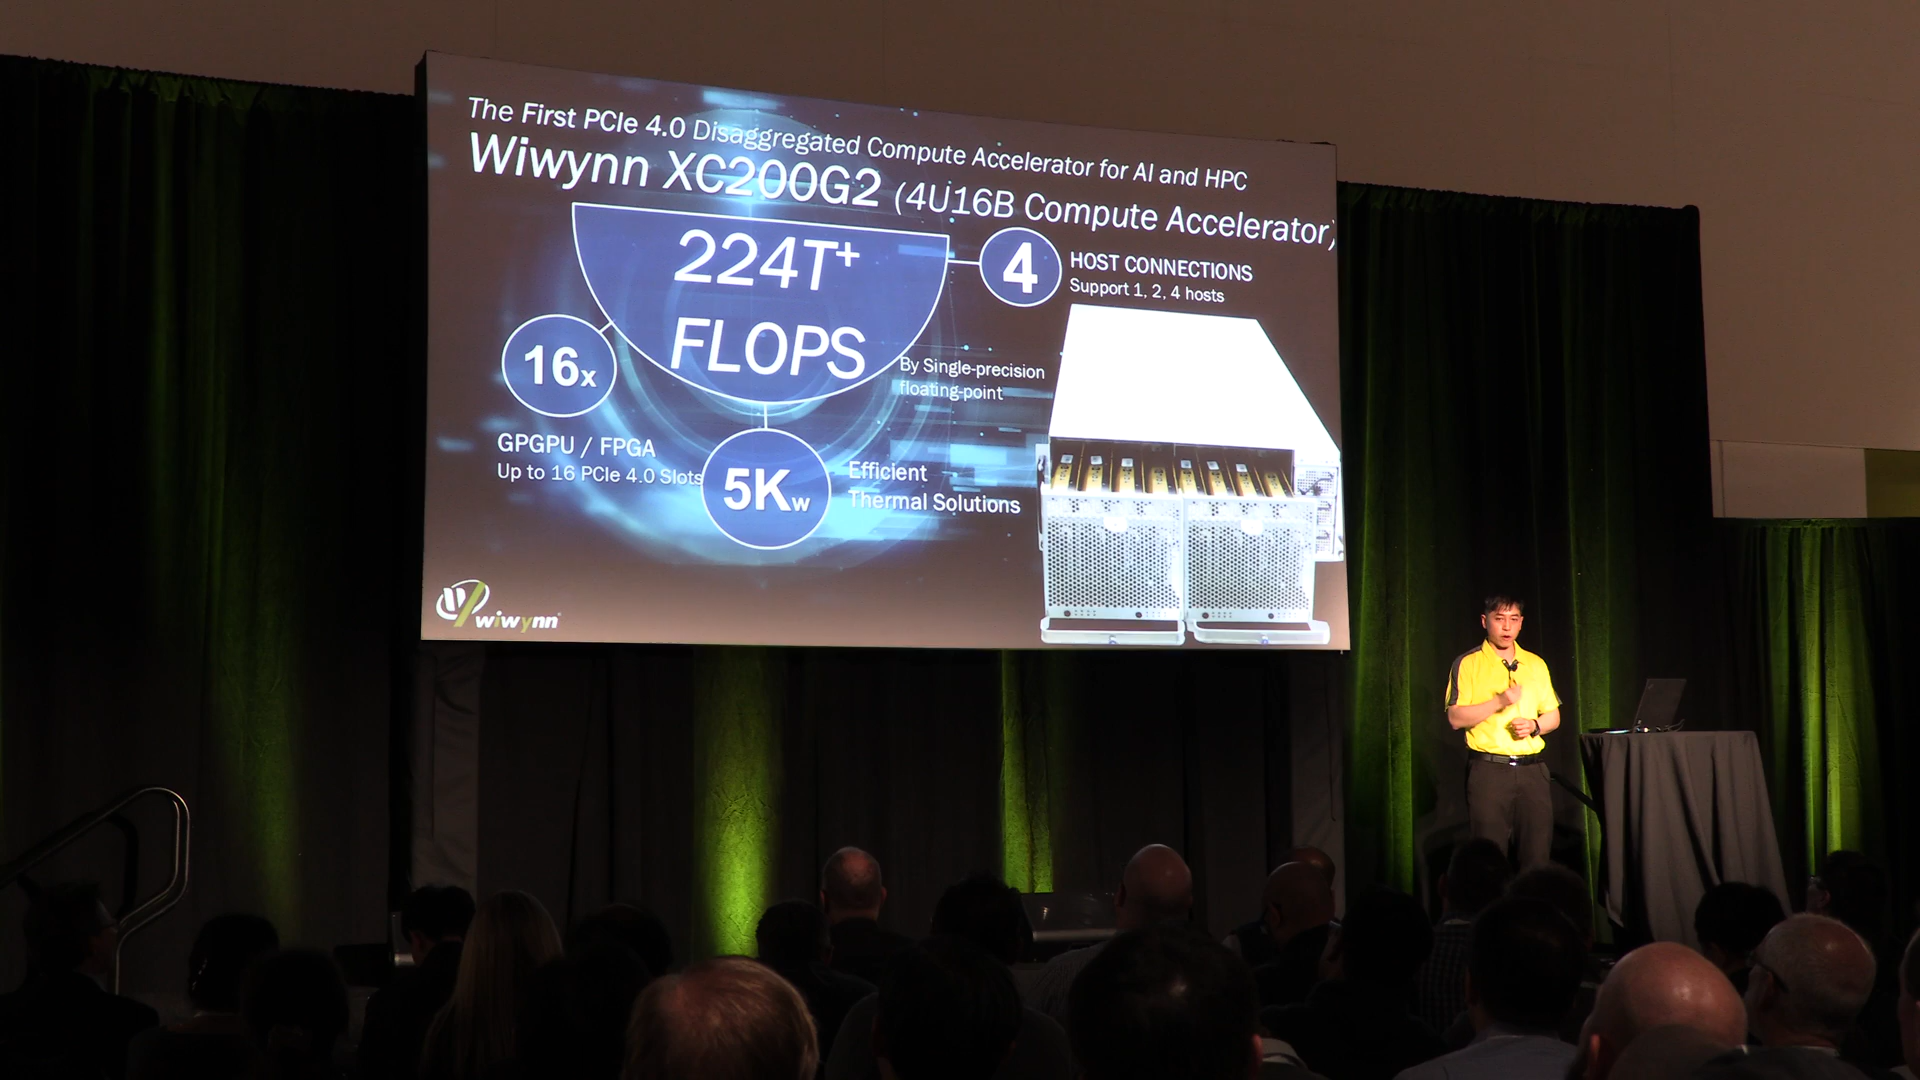 The First PCIe 4.0 Disaggregated Compute Accelerator for AI and HPC
Wiwynn XC200G2 (4U16B Compute Accelerator)
224T+
FLOPS
By Single-precision
floating-point
4
HOST CONNECTIONS
Support 1, 2, 4 hosts
16x
GPGPU / FPGA
Up to 16 PCIe 4.0 Slots
5Kw
Efficient
Thermal Solutions
wiwynn